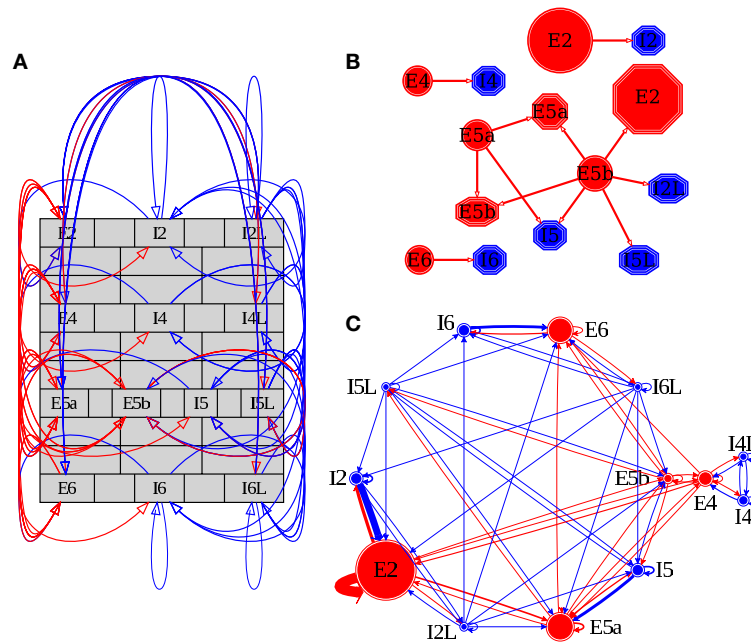 A
E2 I2 I2L
E4 I4 I4L
E5a E5b I5 I5L
E6 I6 I6L
B
E2 I2
E4 I4
E2
E5a
E5a
E5b
I2L
E5b
I5
E6 I6
I5L
C
I6 E6
I5L I6L
I4L
I2 E5b
E4 I4
E2 I5
I2L E5a